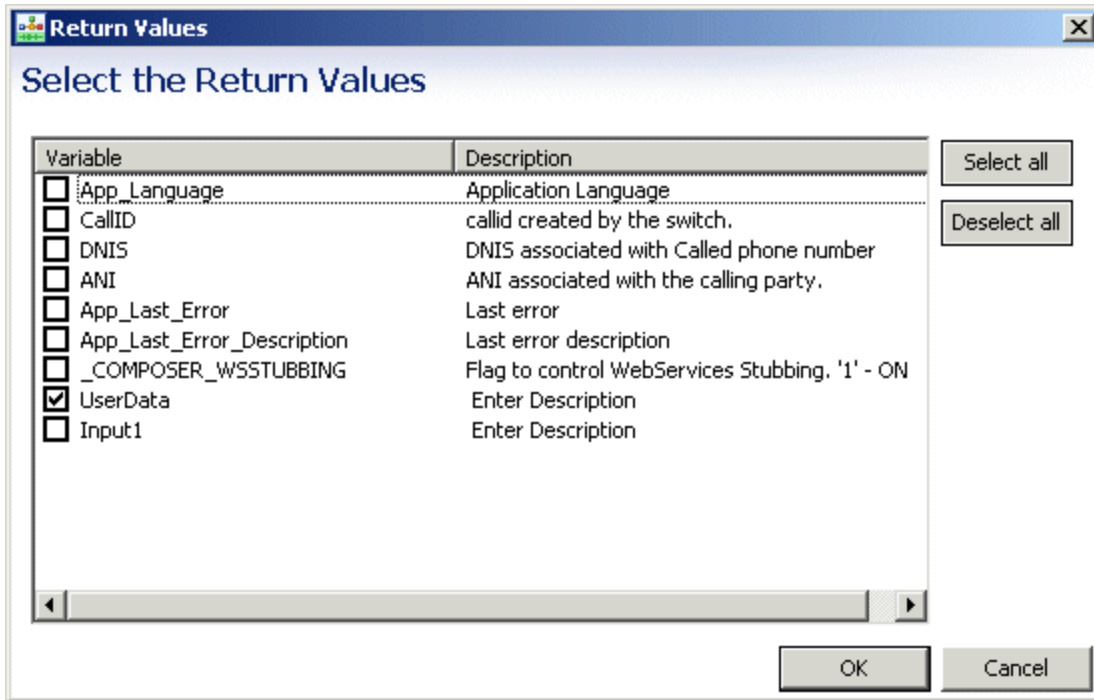 Return Values
Select the Return Values
Variable Description
App_Language Application Language
CallID callid created by the switch.
DNIS DNIS associated with Called phone number
ANI ANI associated with the calling party.
App_Last_Error Last error
App_Last_Error_Description Last error description
_COMPOSER_WSSTUBBING Flag to control WebServices Stubbing. '1' - ON
UserData Enter Description
Input1 Enter Description
Select all
Deselect all
OK Cancel